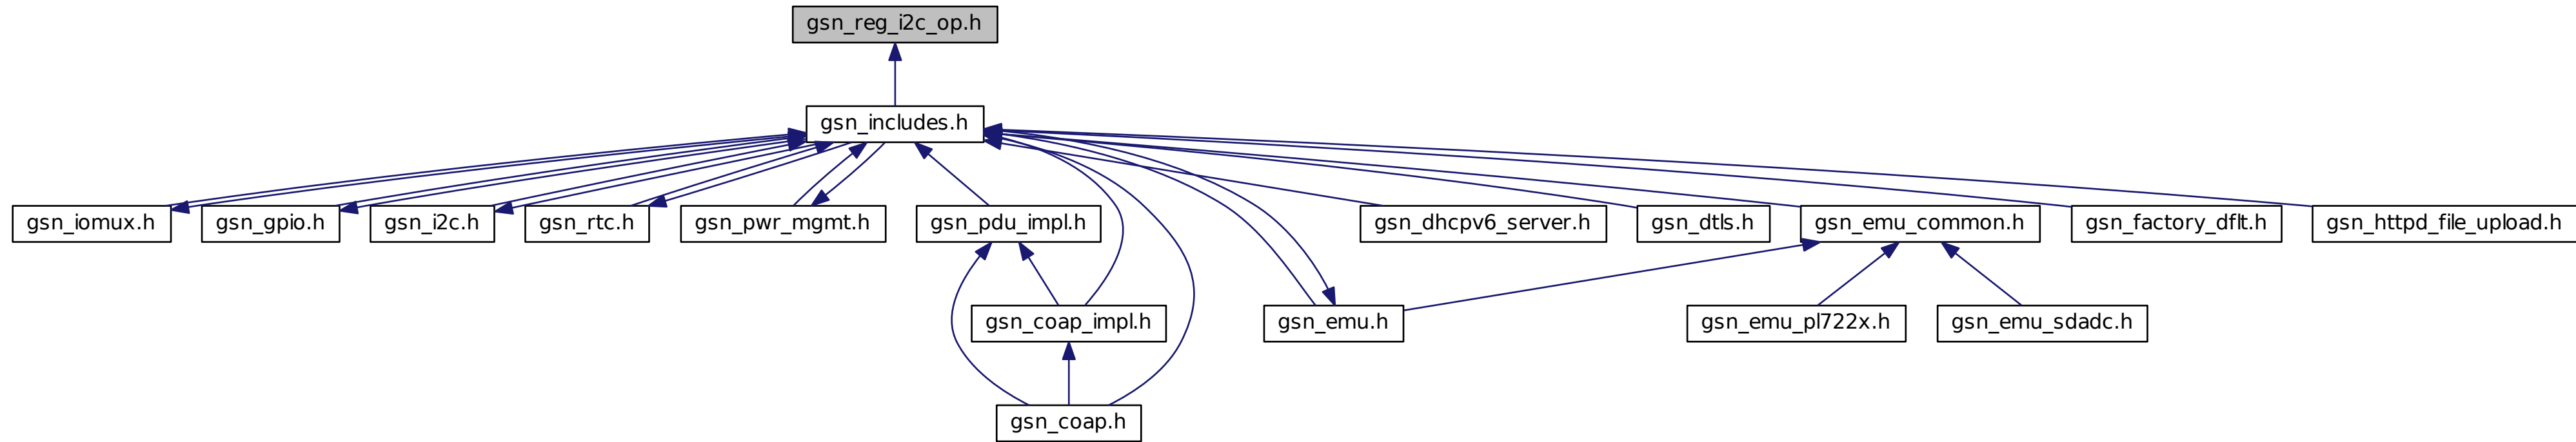 gsn_reg_i2c_op.h
gsn_includes.h
gsn_iomux.h
gsn_gpio.h
gsn_i2c.h
gsn_rtc.h
gsn_pwr_mgmt.h
gsn_pdu_impl.h
gsn_dhcpv6_server.h
gsn_dtls.h
gsn_emu_common.h
gsn_factory_dflt.h
gsn_httpd_file_upload.h
gsn_coap_impl.h
gsn_emu.h
gsn_emu_pl722x.h
gsn_emu_sdadc.h
gsn_coap.h